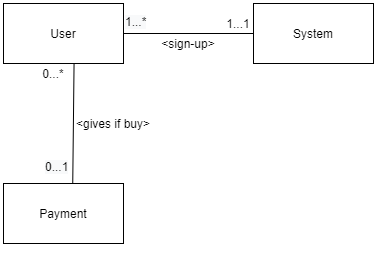 User
1...*
1...1
System
<sign-up>
0...*
<gives if buy>
0...1
Payment